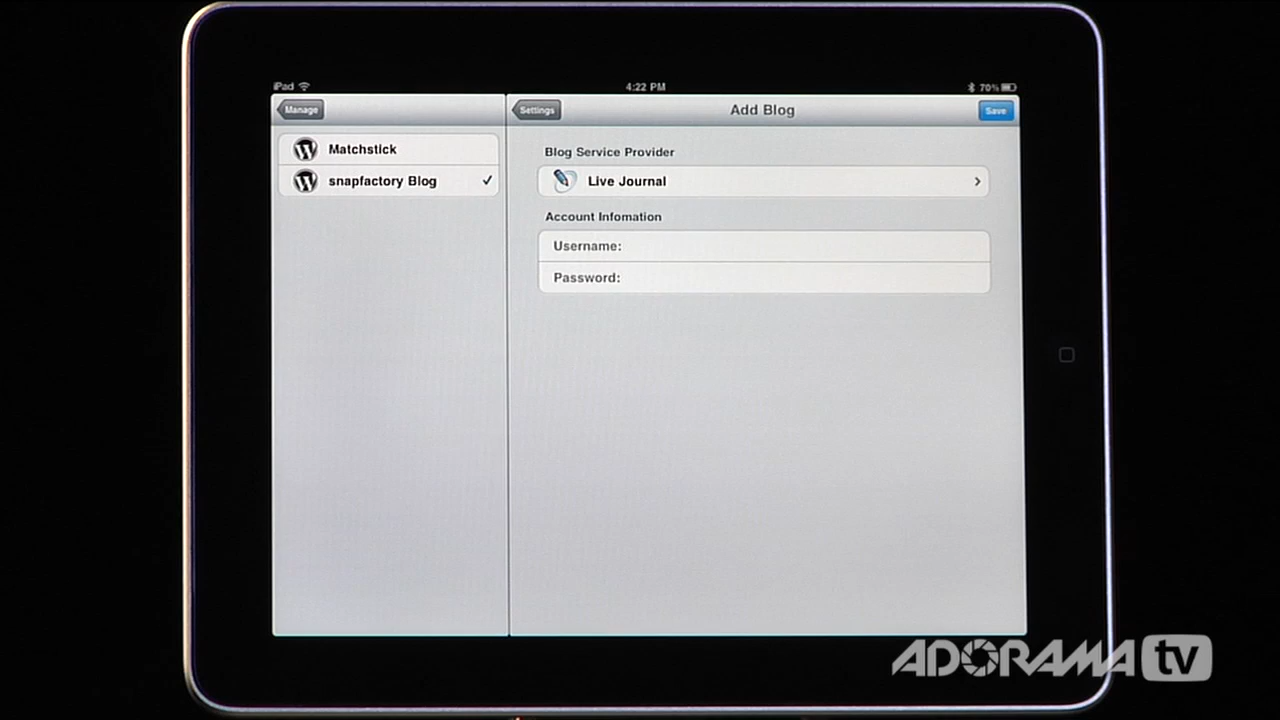 iPad 4:22 PM 70%
Manage Settings Add Blog Save
Matchstick
snapfactory Blog
Blog Service Provider
Live Journal
Account Infomation
Username:
Password:
ADORAMA tv